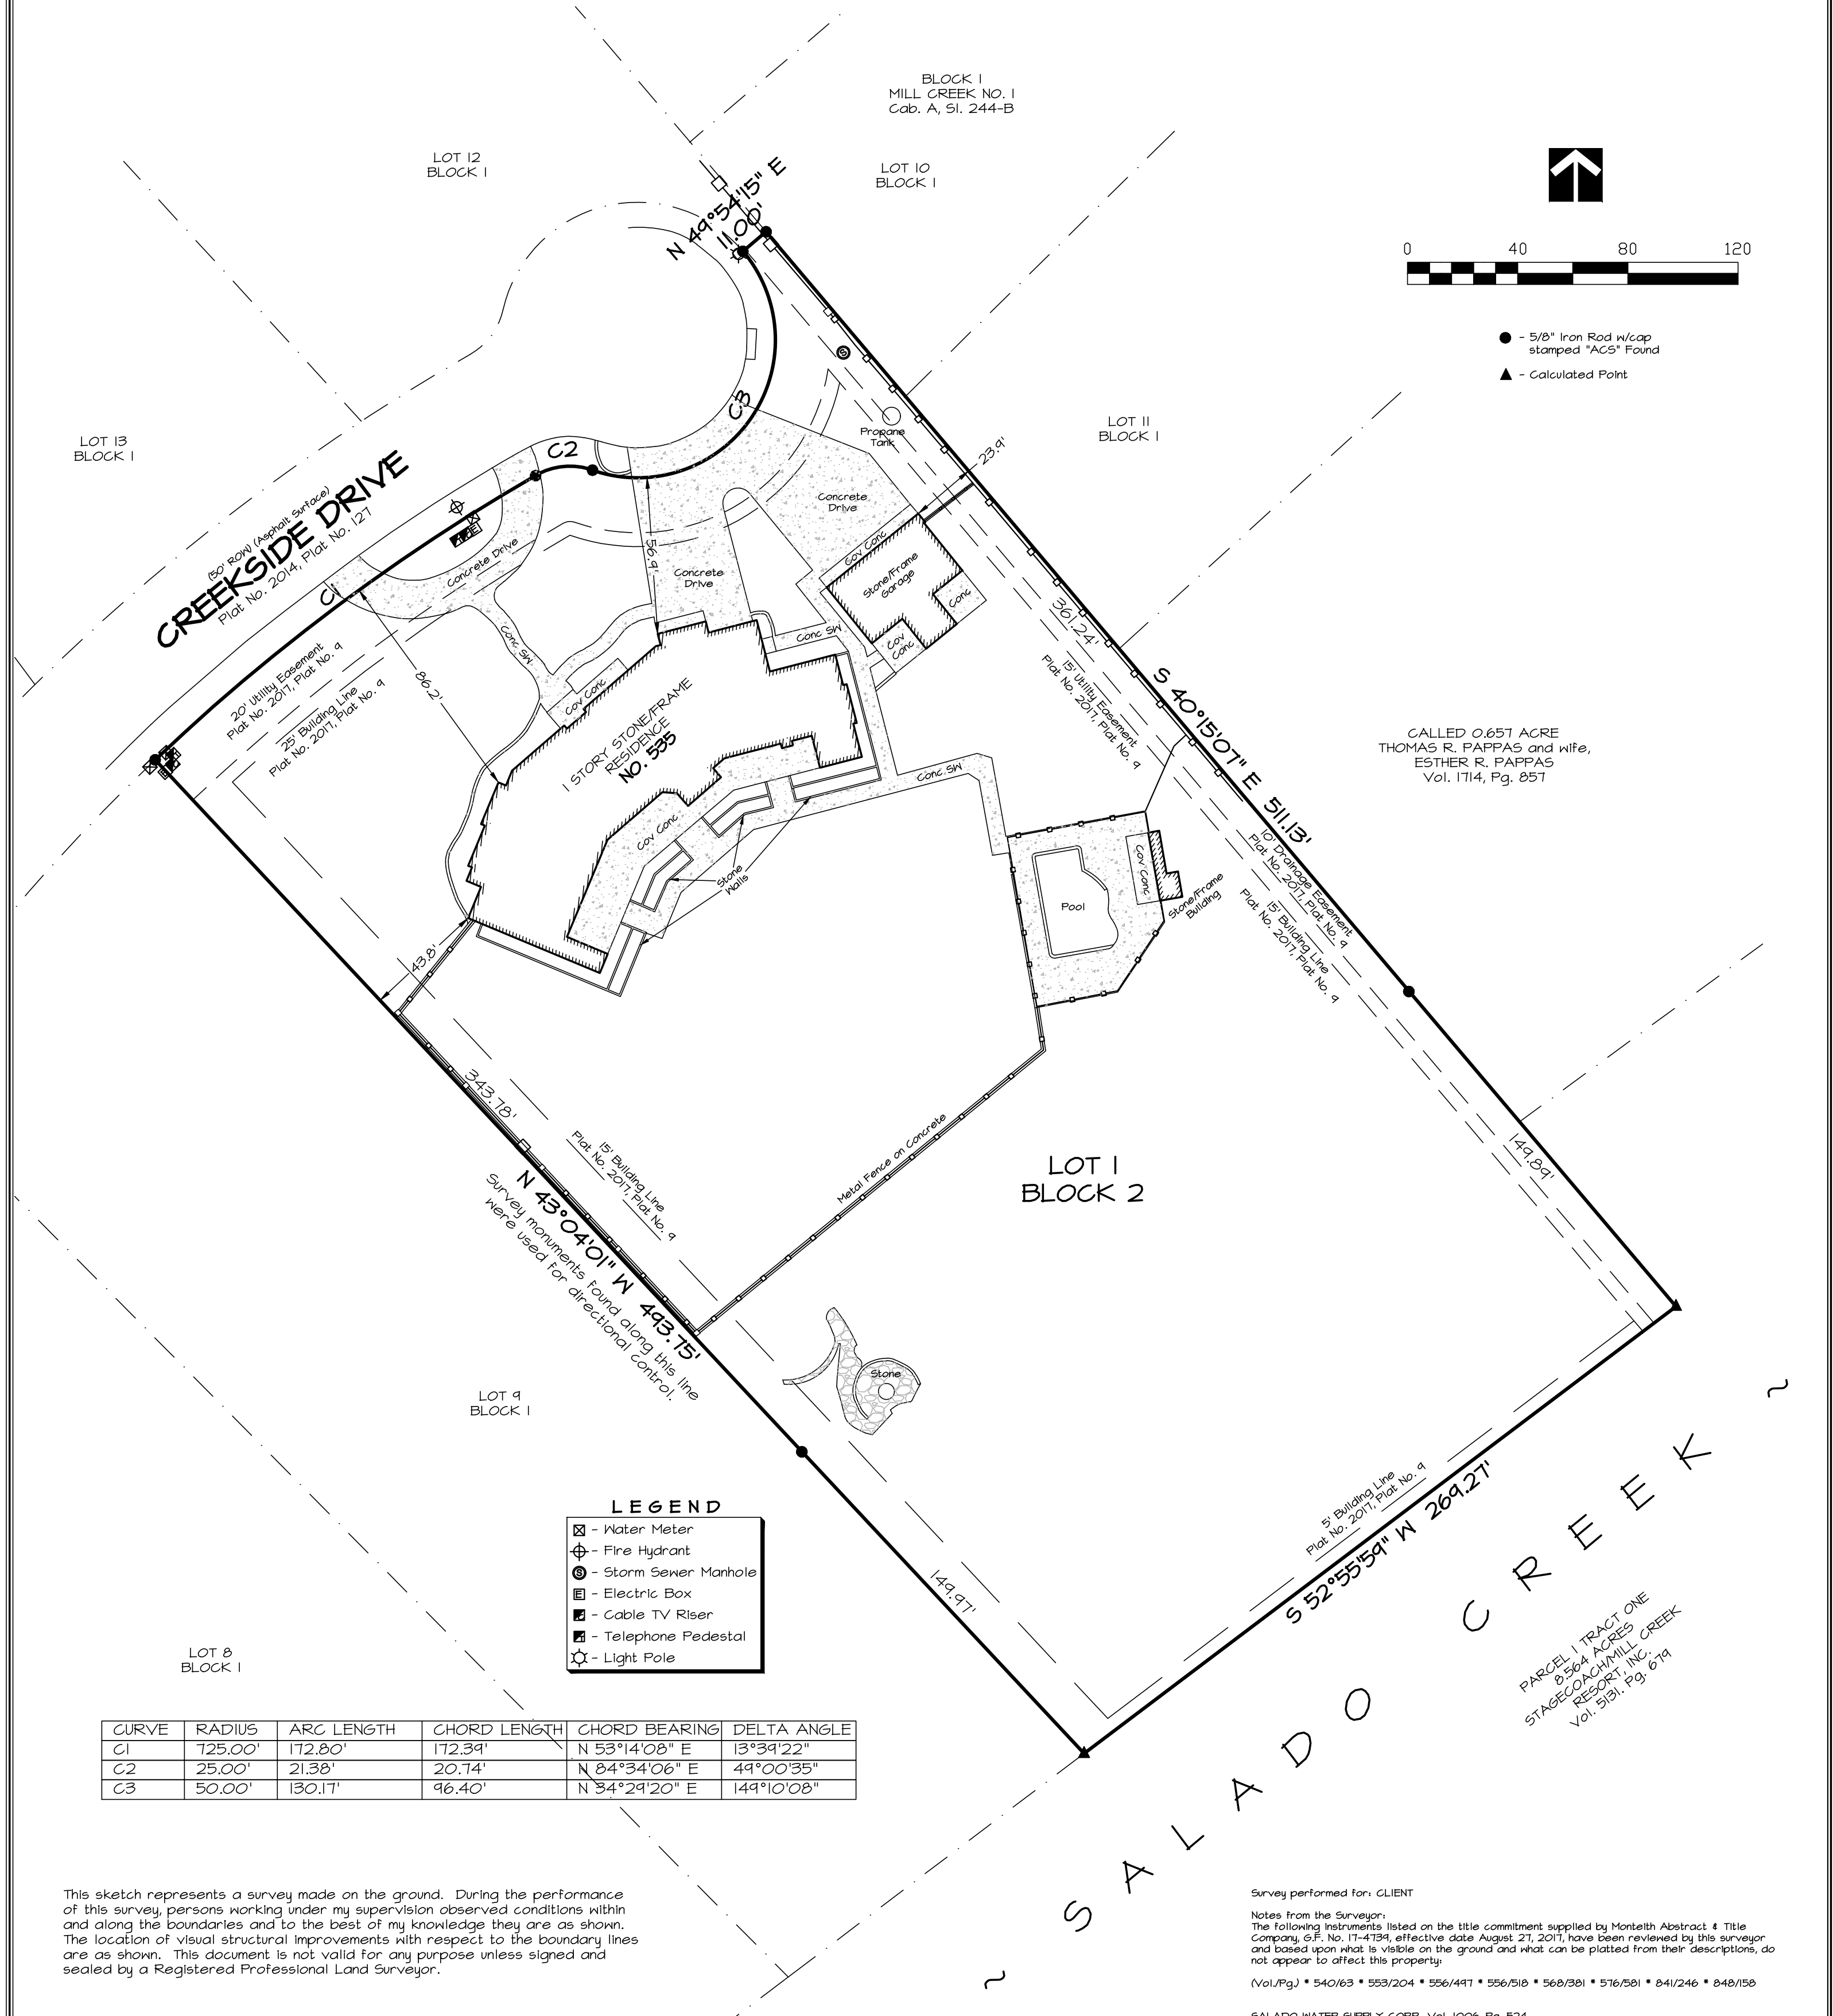 BLOCK 1
MILL CREEK NO. 1
Cab. A, Sl. 244-B
LOT 12
BLOCK 1
LOT 10
BLOCK 1
N 49°54'15" E
11.00'
0 40 80 120
- 5/8" Iron Rod w/cap
stamped "ACS" Found
- Calculated Point
LOT 13
BLOCK 1
LOT 11
BLOCK 1
(50' ROW) (Asphalt Surface)
CREEKSIDE DRIVE
Plat No. 2014, Plat No. 127
C1
C2
C3
Propane
Tank
23.9'
Concrete
Drive
Concrete Drive
56.9'
Concrete
Drive
Cov Conc
Stone/Frame
Garage
Conc
Cov
Conc
Conc SW
Conc SW
86.2'
Cov Conc
20' Utility Easement
Plat No. 2017, Plat No. 9
25' Building Line
Plat No. 2017, Plat No. 9
1 STORY STONE/FRAME
RESIDENCE
NO. 535
361.24'
15' Utility Easement
Plat No. 2017, Plat No. 9
S 40°15'07" E 511.13'
CALLED 0.657 ACRE
THOMAS R. PAPPAS and wife,
ESTHER R. PAPPAS
Vol. 1714, Pg. 857
Conc. SW
Cov Conc
Stone
Walls
Cov Conc
Pool
Stone/Frame
Building
10' Drainage Easement
Plat No. 2017, Plat No. 9
15' Building Line
Plat No. 2017, Plat No. 9
43.8'
343.78'
15' Building Line
Plat No. 2017, Plat No. 9
Metal Fence on Concrete
LOT 1
BLOCK 2
149.89'
N 43°04'01" W 493.75'
Survey monuments found along this line
were used for directional control.
Stone
LOT 9
BLOCK 1
5' Building Line
Plat No. 2017, Plat No. 9
S 52°55'59" W 269.27'
149.97'
SALADO CREEK
PARCEL 1 TRACT ONE
8.564 ACRES
STAGECOACH/MILL CREEK
RESORT, INC.
Vol. 5131. Pg. 679
LEGEND
- Water Meter
- Fire Hydrant
S - Storm Sewer Manhole
E - Electric Box
- Cable TV Riser
- Telephone Pedestal
- Light Pole
LOT 8
BLOCK 1
CURVE RADIUS ARC LENGTH CHORD LENGTH CHORD BEARING DELTA ANGLE
C1 725.00' 172.80' 172.39' N 53°14'08" E 13°39'22"
C2 25.00' 21.38' 20.74' N 84°34'06" E 49°00'35"
C3 50.00' 130.17' 96.40' N 34°29'20" E 149°10'08"
This sketch represents a survey made on the ground. During the performance
of this survey, persons working under my supervision observed conditions within
and along the boundaries and to the best of my knowledge they are as shown.
The location of visual structural improvements with respect to the boundary lines
are as shown. This document is not valid for any purpose unless signed and
sealed by a Registered Professional Land Surveyor.
Survey performed for: CLIENT
Notes from the Surveyor:
The following instruments listed on the title commitment supplied by Monteith Abstract & Title
Company, G.F. No. 17-4739, effective date August 27, 2017, have been reviewed by this surveyor
and based upon what is visible on the ground and what can be platted from their descriptions, do
not appear to affect this property:
(Vol./Pg.) * 540/63 * 553/204 * 556/497 * 556/518 * 568/381 * 576/581 * 841/246 * 848/158
SALADO WATER SUPPLY CORP. Vol. 1006, Pg. 524